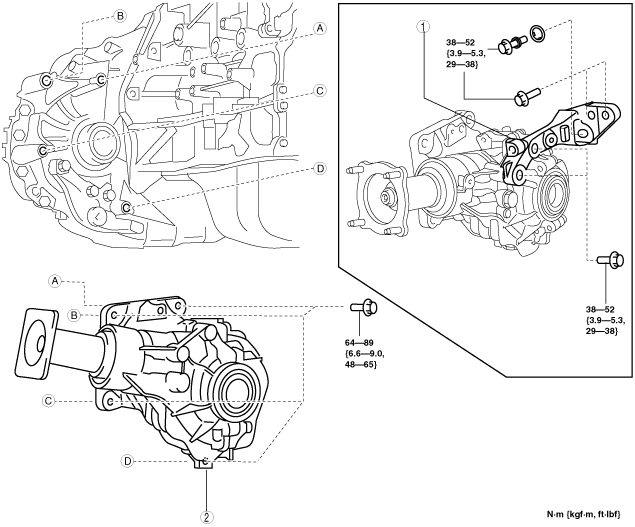 B
A
C
D
1
38—52
{3.9—5.3,
29—38}
38—52
{3.9—5.3,
29—38}
A
B
C
D
64—89
{6.6—9.0,
48—65}
2
N·m {kgf·m, ft·lbf}